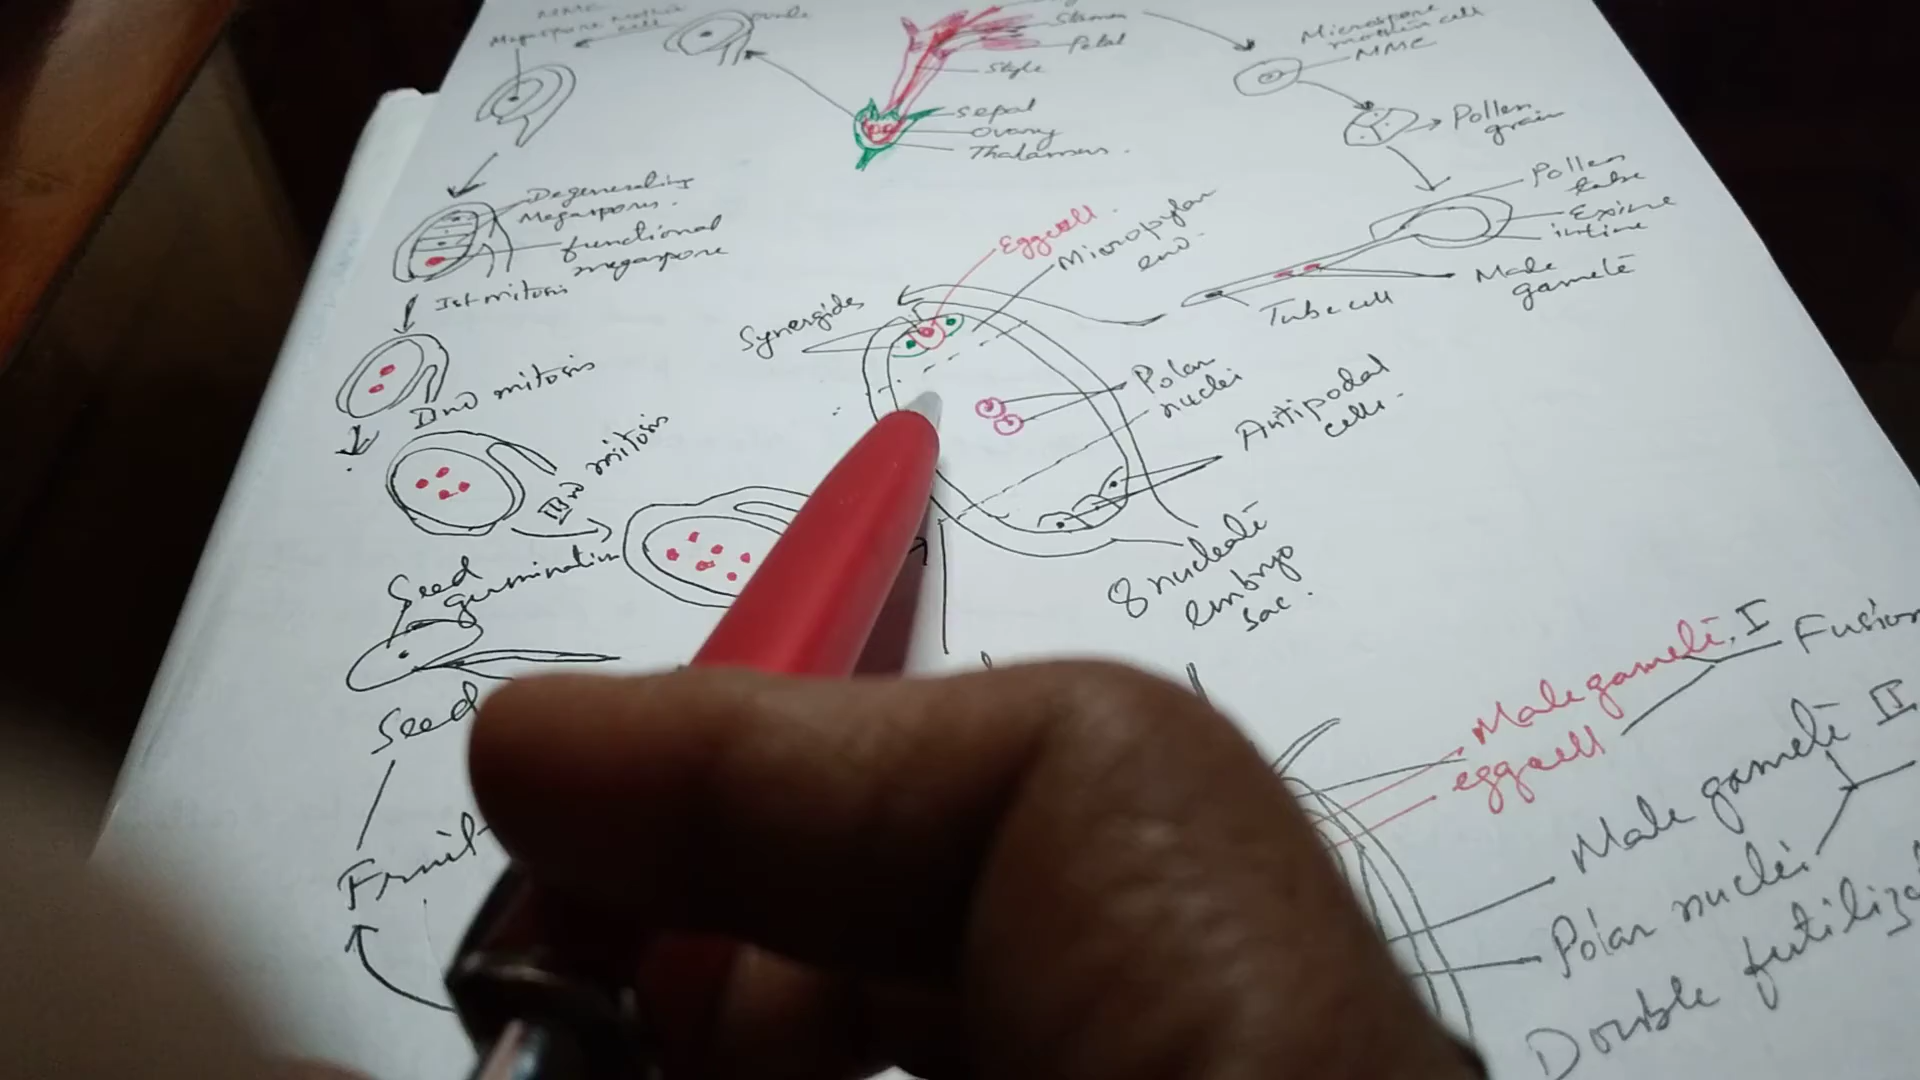 MMC
Megaspore Mother
cell
ovule
Stamen
Petal
Style
sepal
ovary
Thalamus.
Microspore
mother cell
MMC
Pollen
grain
Pollen
tube
Exine
intine
Male
gamete
Tube cell
Degenerating
Megaspores.
functional
megaspore
Ist mitosis
IInd mitosis
IIIrd mitosis
Egg cell.
Micropylar
end.
Synergids
Polar
nuclei
Antipodal
cells.
8 nucleate
embryo
sac.
Seed
germination
Seed
Fruit
Male gamete. I
egg cell
Fusion
Male gamete II
Polar nuclei
Double